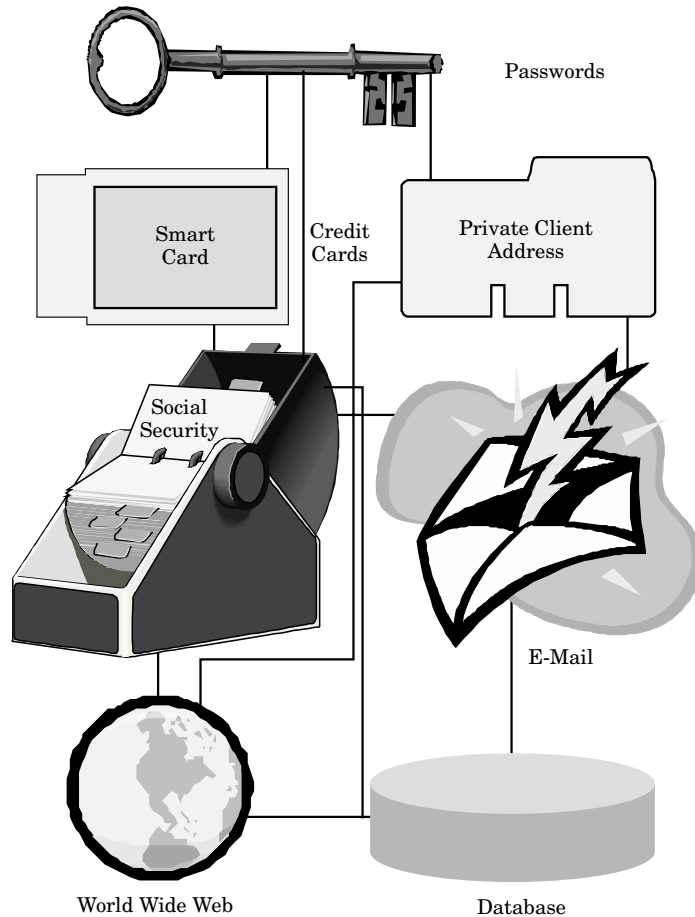 Passwords
Smart
Card
Credit
Cards
Private Client
Address
Social
Security
E-Mail
World Wide Web
Database